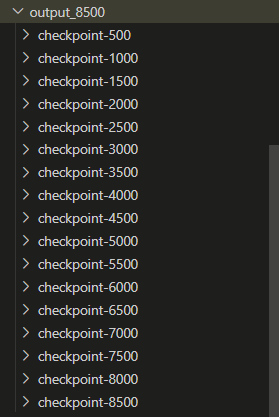 output_8500
checkpoint-500
checkpoint-1000
checkpoint-1500
checkpoint-2000
checkpoint-2500
checkpoint-3000
checkpoint-3500
checkpoint-4000
checkpoint-4500
checkpoint-5000
checkpoint-5500
checkpoint-6000
checkpoint-6500
checkpoint-7000
checkpoint-7500
checkpoint-8000
checkpoint-8500